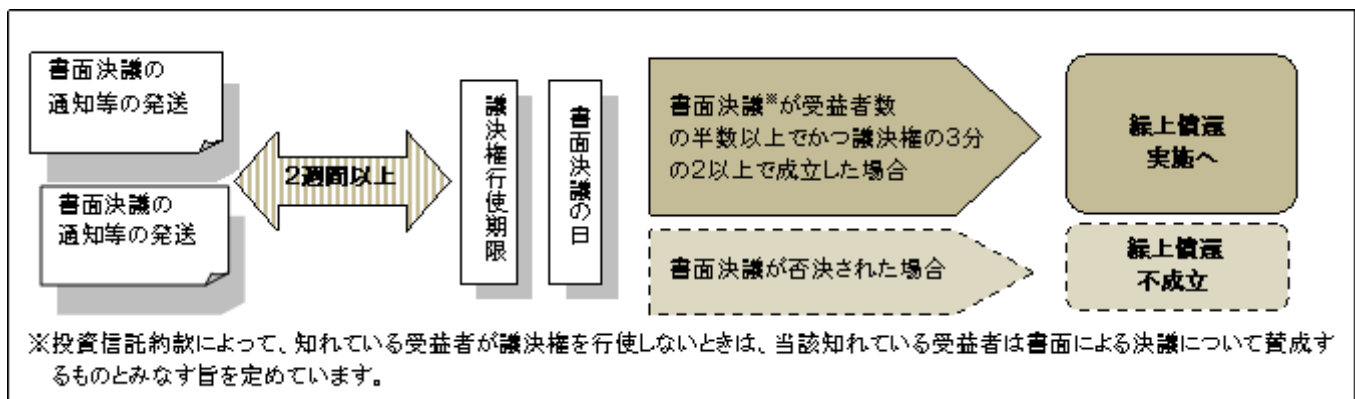 書面決議の
通知等の発送
書面決議の
通知等の発送
2週間以上
議決権行使期限
書面決議の日
書面決議※が受益者数
の半数以上でかつ議決権の3分
の2以上で成立した場合
繰上償還
実施へ
書面決議が否決された場合
繰上償還
不成立
※投資信託約款によって、知れている受益者が議決権を行使しないときは、当該知れている受益者は書面による決議について賛成す
るものとみなす旨を定めています。